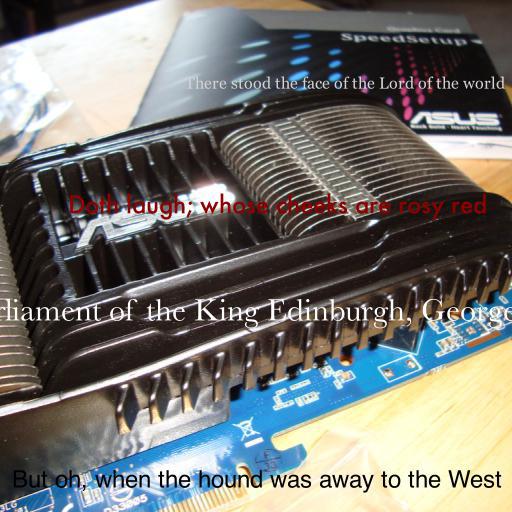 Graphics Card
SpeedSetup
There stood the face of the Lord of the world
ASUS
Rock Solid · Heart Touching
Doth laugh; whose cheeks are rosy red
rliament of the King Edinburgh, George
But oh, when the hound was away to the West
D33005